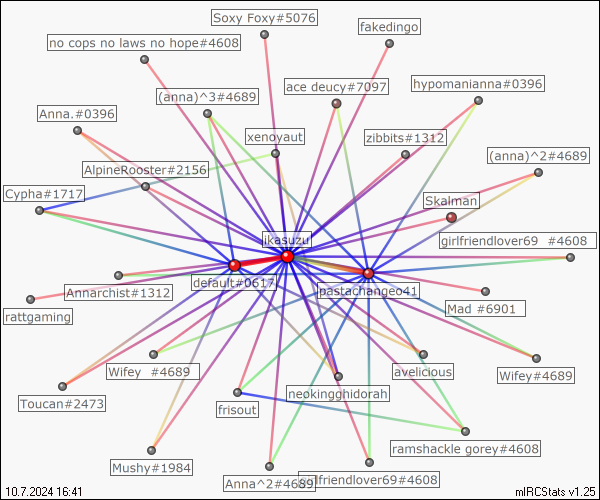 Soxy Foxy#5076
fakedingo
no cops no laws no hope#4608
ace deucy#7097
hypomanianna#0396
(anna)^3#4689
Anna.#0396
xenoyaut
zibbits#1312
(anna)^2#4689
AlpineRooster#2156
Cypha#1717
Skalman
ikasuzu
girlfriendlover69 #4608
default#0617
pastachangeo41
Annarchist#1312
rattgaming
Mad #6901
Wifey #4689
avelicious
Wifey#4689
neokingghidorah
Toucan#2473
frisout
ramshackle gorey#4608
Mushy#1984
Anna^2#4689
girlfriendlover69#4608
10.7.2024 16:41
mIRCStats v1.25